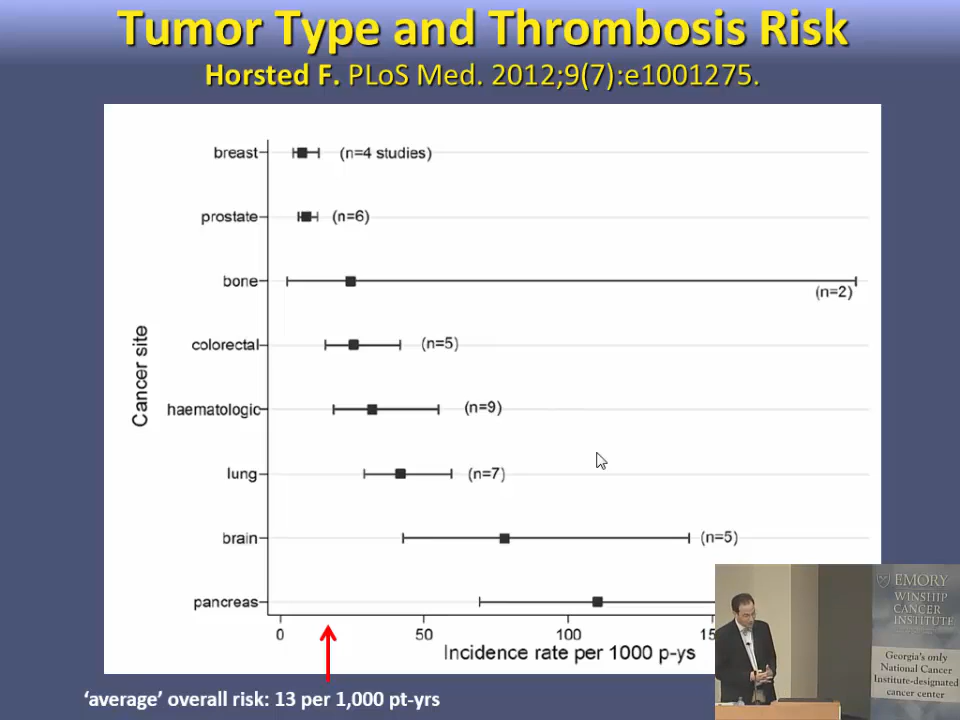 Tumor Type and Thrombosis Risk
Horsted F. PLoS Med. 2012;9(7):e1001275.
breast
(n=4 studies)
prostate
(n=6)
bone
(n=2)
colorectal
(n=5)
haematologic
(n=9)
lung
(n=7)
brain
(n=5)
pancreas
Cancer site
0
50
100
15
Incidence rate per 1000 p-ys
‘average’ overall risk: 13 per 1,000 pt-yrs
EMORY
WINSHIP
CANCER
INSTITUTE
Georgia's only
National Cancer
Institute-designated
cancer center